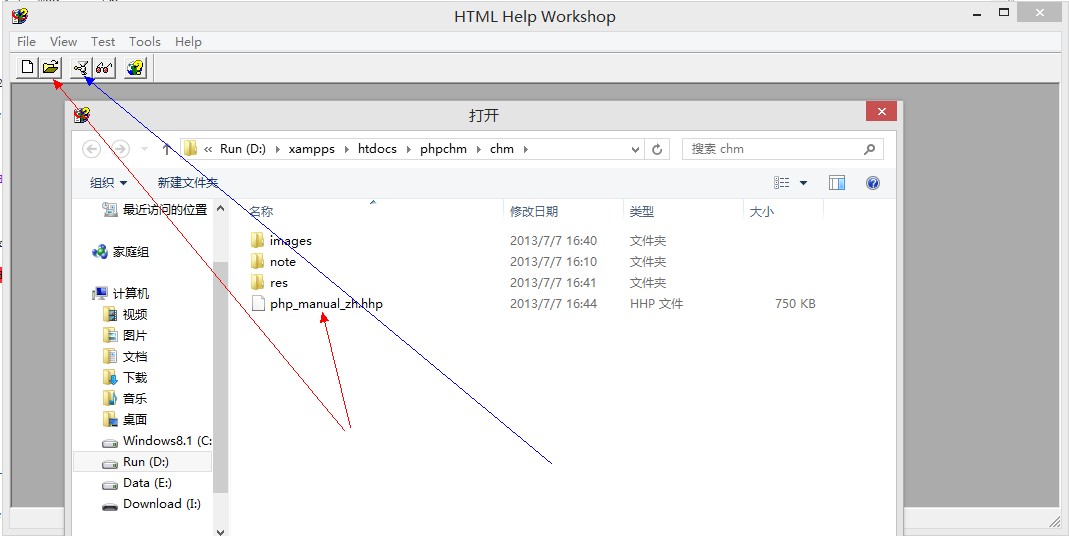 HTML Help Workshop
File View Test Tools Help
打开
« Run (D:) xampps htdocs phpchm chm
搜索 chm
组织 新建文件夹
名称 修改日期 类型 大小
最近访问的位置
家庭组
计算机
视频
图片
文档
下载
音乐
桌面
Windows8.1 (C:
Run (D:)
Data (E:)
Download (I:)
images 2013/7/7 16:40 文件夹
note 2013/7/7 16:10 文件夹
res 2013/7/7 16:41 文件夹
php_manual_zh.hhp 2013/7/7 16:44 HHP 文件 750 KB